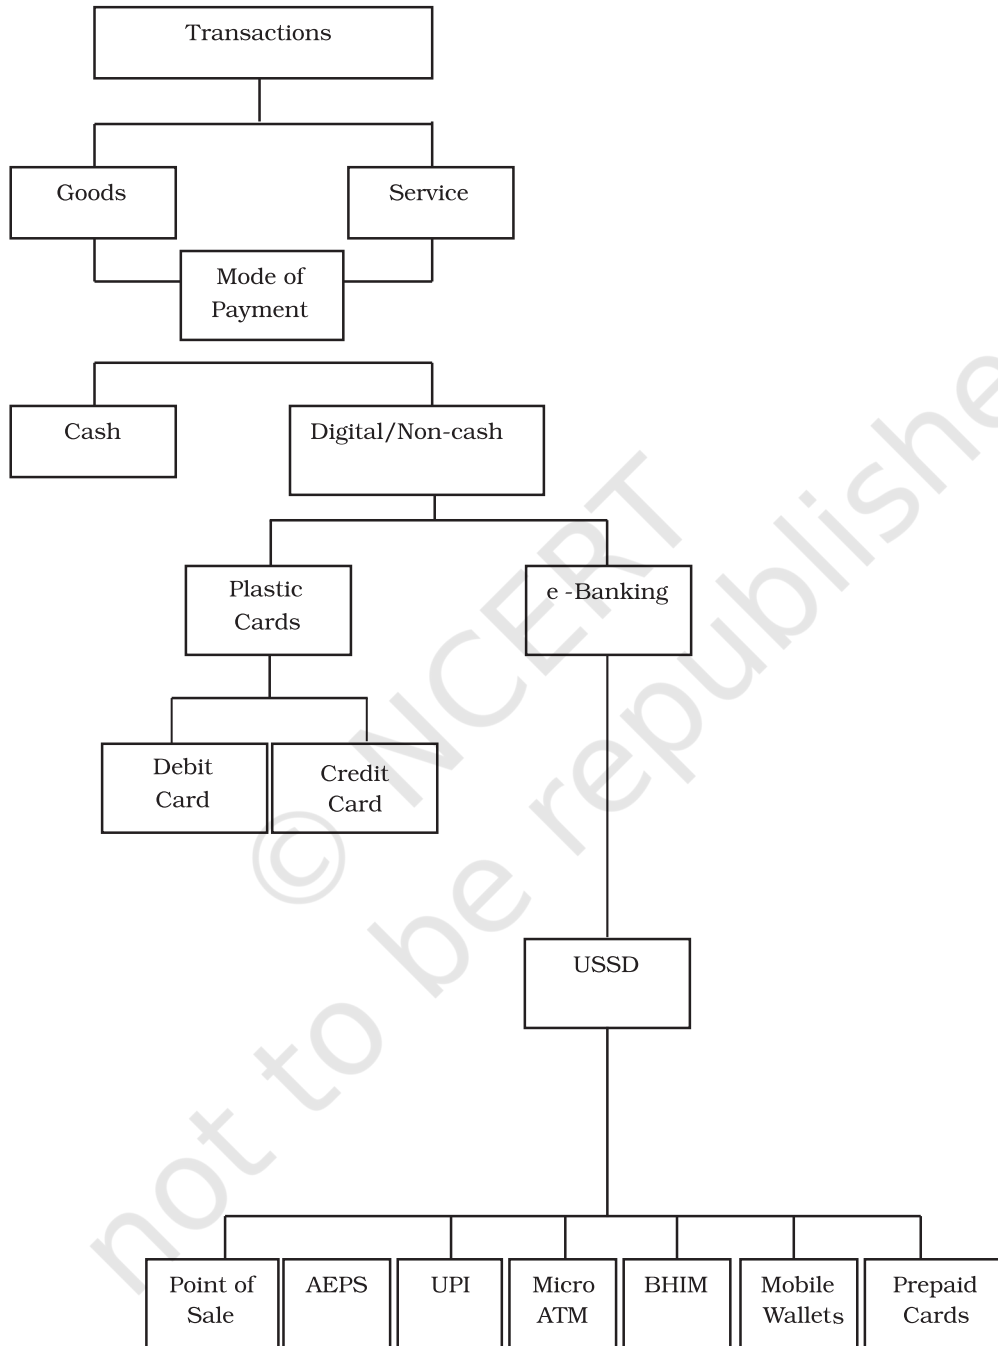 Transactions
Goods
Service
Mode of
Payment
Cash
Digital/Non-cash
Plastic
Cards
e -Banking
Debit
Card
Credit
Card
USSD
Point of
Sale
AEPS
UPI
Micro
ATM
BHIM
Mobile
Wallets
Prepaid
Cards
© NCERT
not to be republishe